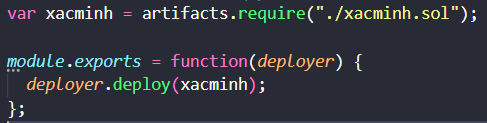 var xacminh = artifacts.require("./xacminh.sol");
module.exports = function(deployer) {
deployer.deploy(xacminh);
};